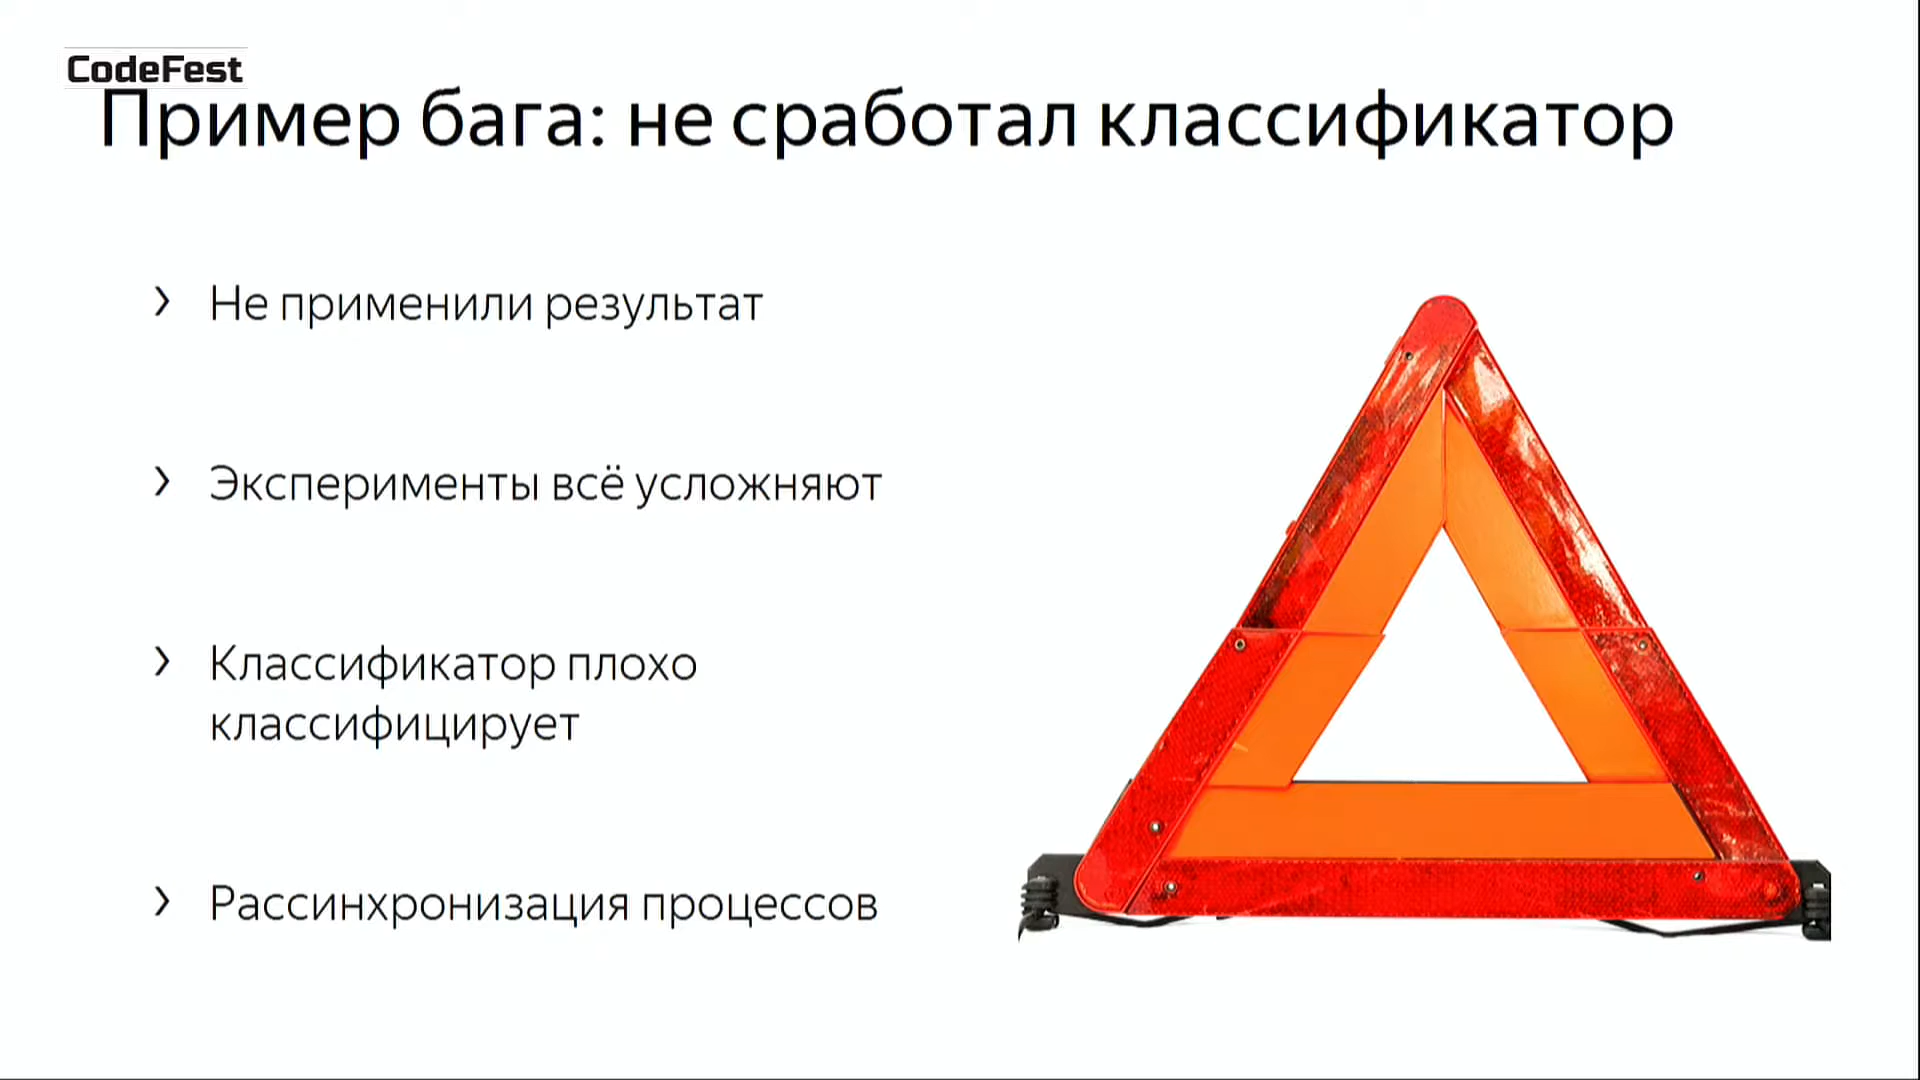 CodeFest
Пример бага: не сработал классификатор
› Не применили результат
› Эксперименты всё усложняют
› Классификатор плохо
классифицирует
› Рассинхронизация процессов